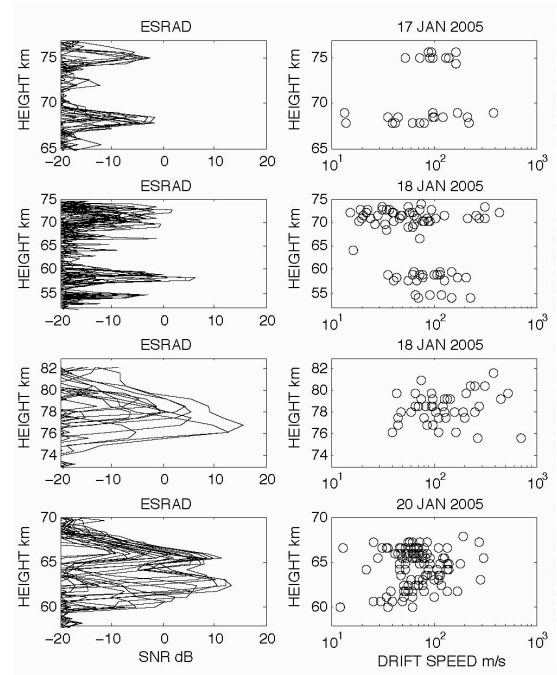 ESRAD
17 JAN 2005
HEIGHT km
75
70
65
-20 -10 0 10 20
HEIGHT km
75
70
65
10^1 10^2 10^3
ESRAD
18 JAN 2005
HEIGHT km
75
70
65
60
55
-20 -10 0 10 20
HEIGHT km
75
70
65
60
55
10^1 10^2 10^3
ESRAD
18 JAN 2005
HEIGHT km
82
80
78
76
74
-20 -10 0 10 20
HEIGHT km
82
80
78
76
74
10^1 10^2 10^3
ESRAD
20 JAN 2005
HEIGHT km
70
65
60
-20 -10 0 10 20
SNR dB
HEIGHT km
70
65
60
10^1 10^2 10^3
DRIFT SPEED m/s